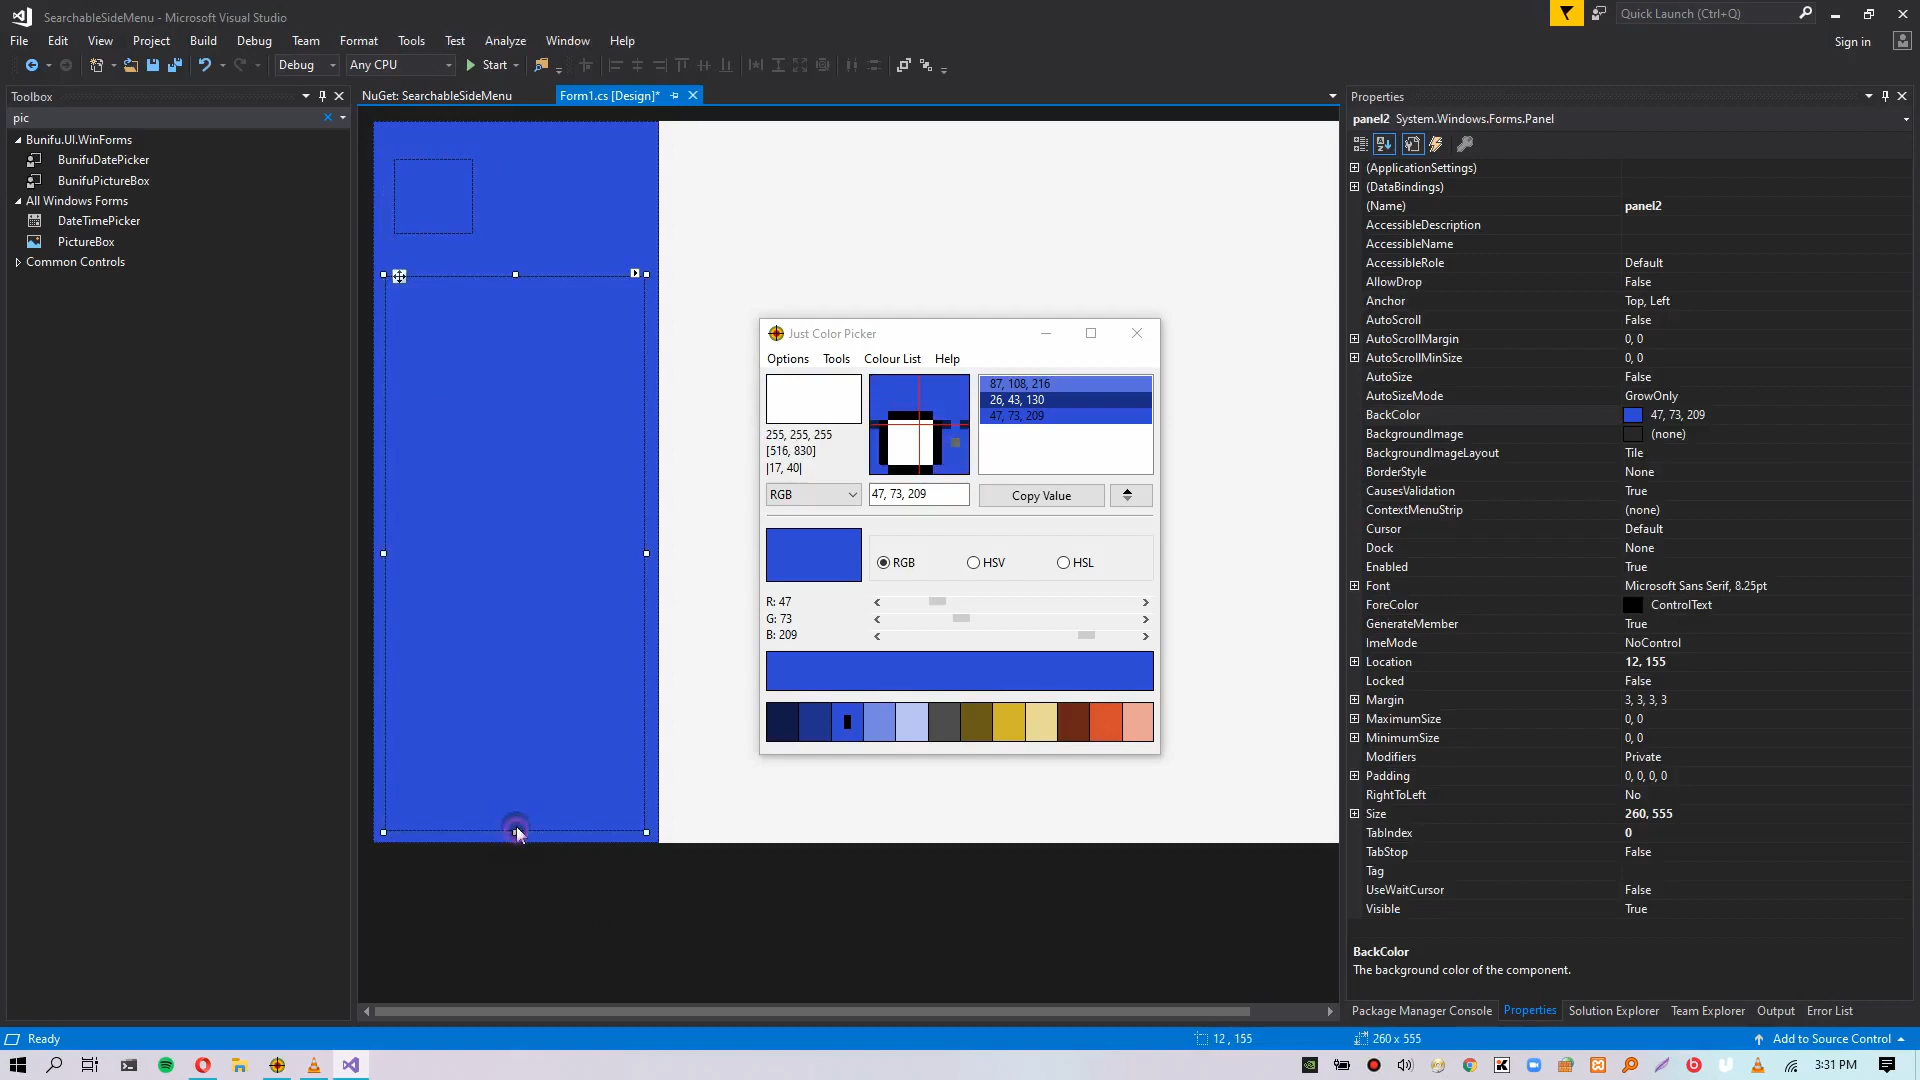 SearchableSideMenu - Microsoft Visual Studio
Quick Launch (Ctrl+Q)
File Edit View Project Build Debug Team Format Tools Test Analyze Window Help
Sign in
Debug Any CPU Start
Toolbox
pic
Bunifu.UI.WinForms
BunifuDatePicker
BunifuPictureBox
All Windows Forms
DateTimePicker
PictureBox
Common Controls
NuGet: SearchableSideMenu Form1.cs [Design]*
Just Color Picker
Options Tools Colour List Help
255, 255, 255
[516, 830]
|17, 40|
87, 108, 216
26, 43, 130
47, 73, 209
RGB 47, 73, 209 Copy Value
RGB HSV HSL
R: 47
G: 73
B: 209
Properties
panel2 System.Windows.Forms.Panel
(ApplicationSettings)
(DataBindings)
(Name) panel2
AccessibleDescription
AccessibleName
AccessibleRole Default
AllowDrop False
Anchor Top, Left
AutoScroll False
AutoScrollMargin 0, 0
AutoScrollMinSize 0, 0
AutoSize False
AutoSizeMode GrowOnly
BackColor 47, 73, 209
BackgroundImage (none)
BackgroundImageLayout Tile
BorderStyle None
CausesValidation True
ContextMenuStrip (none)
Cursor Default
Dock None
Enabled True
Font Microsoft Sans Serif, 8.25pt
ForeColor ControlText
GenerateMember True
ImeMode NoControl
Location 12, 155
Locked False
Margin 3, 3, 3, 3
MaximumSize 0, 0
MinimumSize 0, 0
Modifiers Private
Padding 0, 0, 0, 0
RightToLeft No
Size 260, 555
TabIndex 0
TabStop False
Tag
UseWaitCursor False
Visible True
BackColor
The background color of the component.
Package Manager Console Properties Solution Explorer Team Explorer Output Error List
Ready 12 , 155 260 x 555 Add to Source Control
3:31 PM